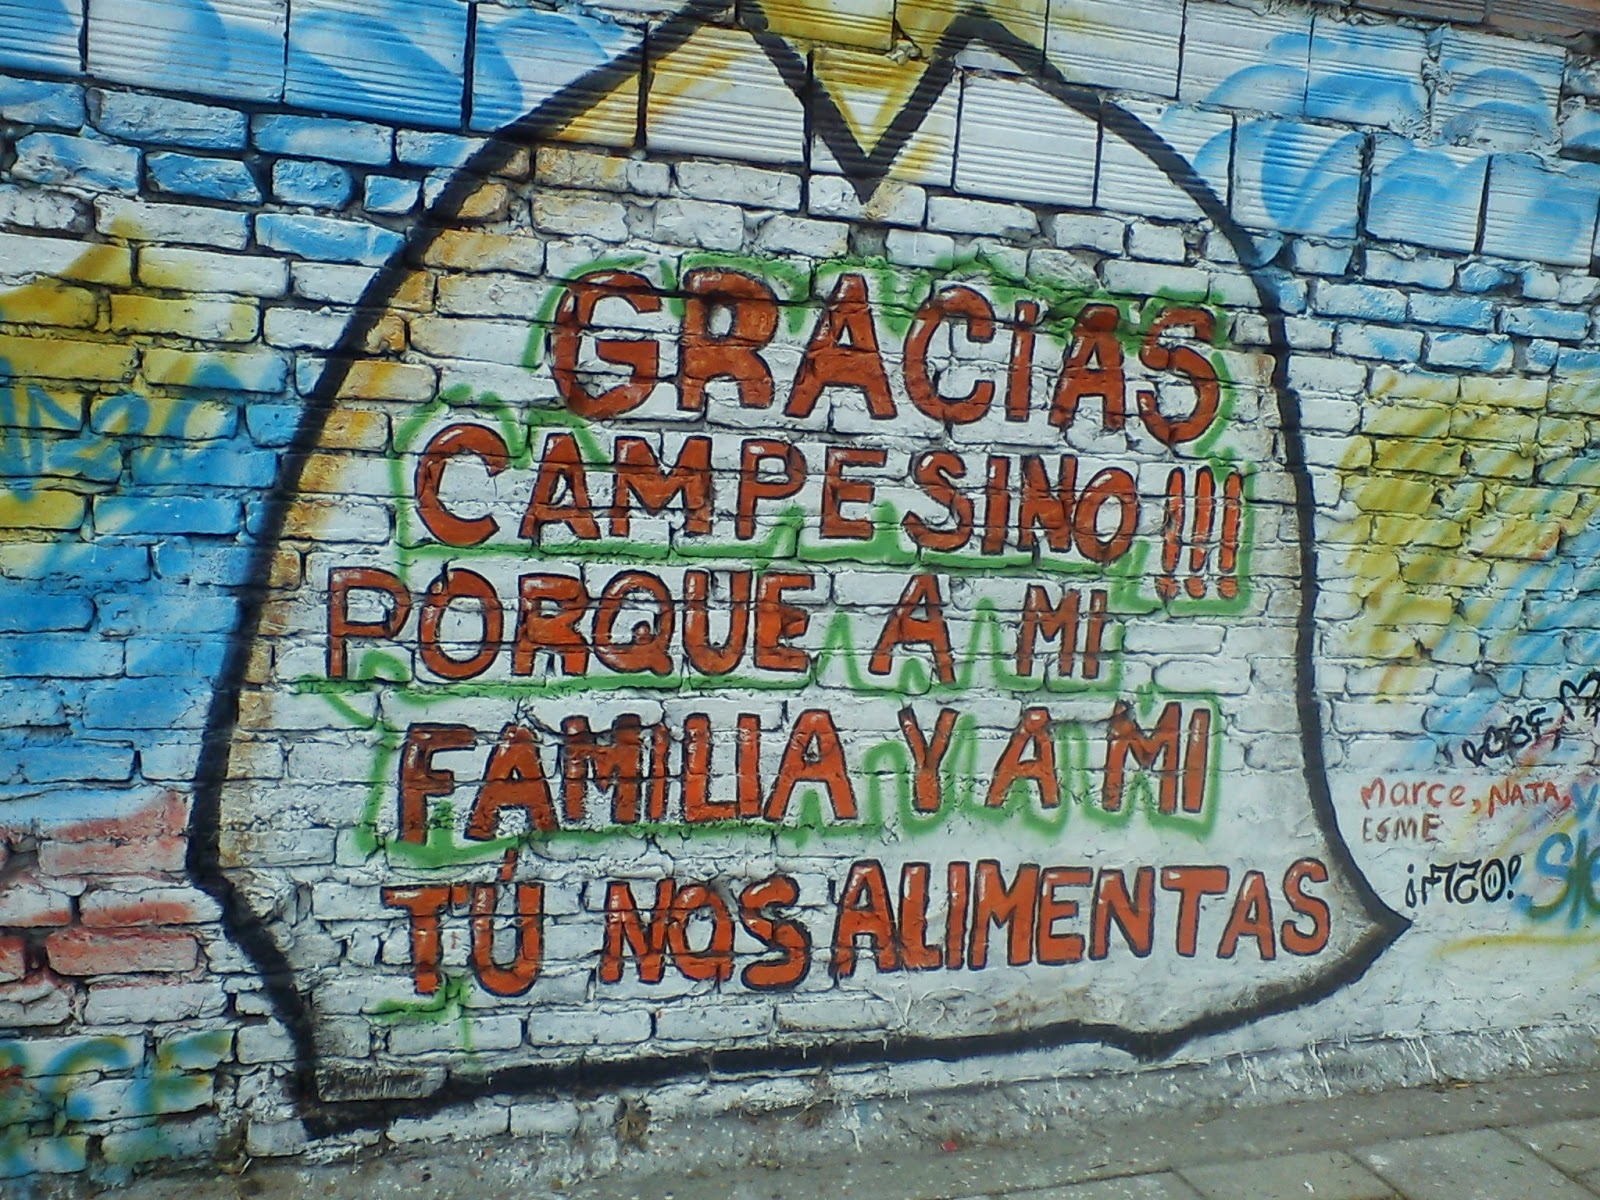 GRACIAS
CAMPESINO !!!
PORQUE A MI
FAMILIA Y A MI
TÚ NOS ALIMENTAS
Marce, NATA,
ESME